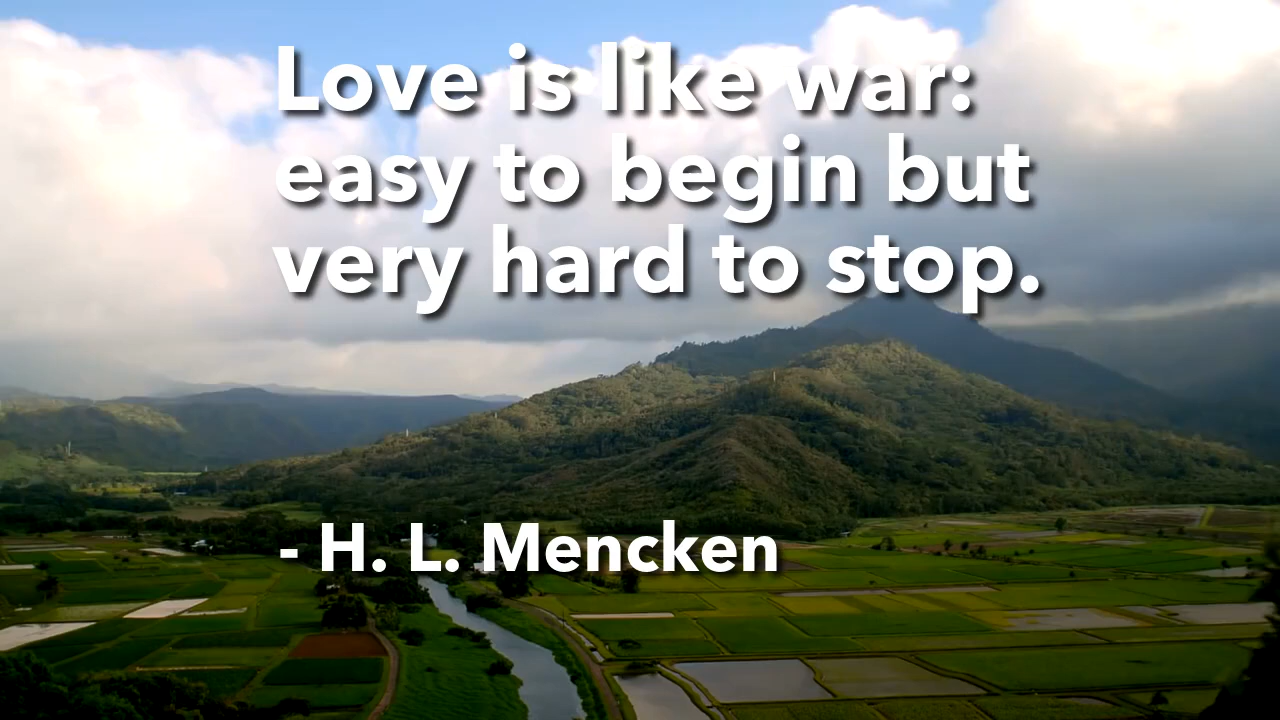 Love is like war:
easy to begin but
very hard to stop.
- H. L. Mencken